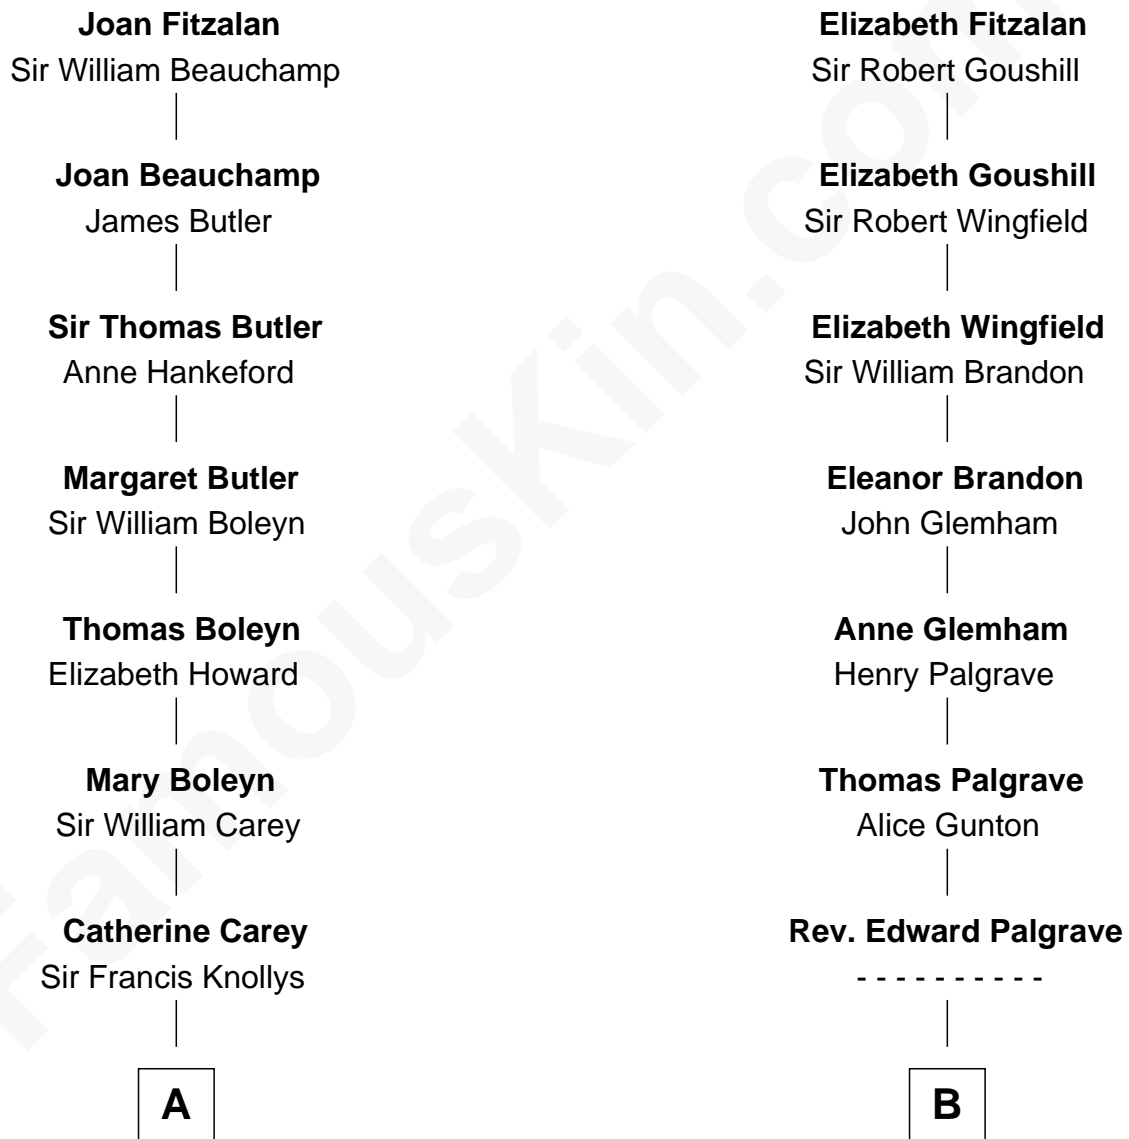 Joan Fitzalan
Sir William Beauchamp
Joan Beauchamp
James Butler
Sir Thomas Butler
Anne Hankeford
Margaret Butler
Sir William Boleyn
Thomas Boleyn
Elizabeth Howard
Mary Boleyn
Sir William Carey
Catherine Carey
Sir Francis Knollys
A
Elizabeth Fitzalan
Sir Robert Goushill
Elizabeth Goushill
Sir Robert Wingfield
Elizabeth Wingfield
Sir William Brandon
Eleanor Brandon
John Glemham
Anne Glemham
Henry Palgrave
Thomas Palgrave
Alice Gunton
Rev. Edward Palgrave
- - - - - - - - - -
B
FamousKin.com